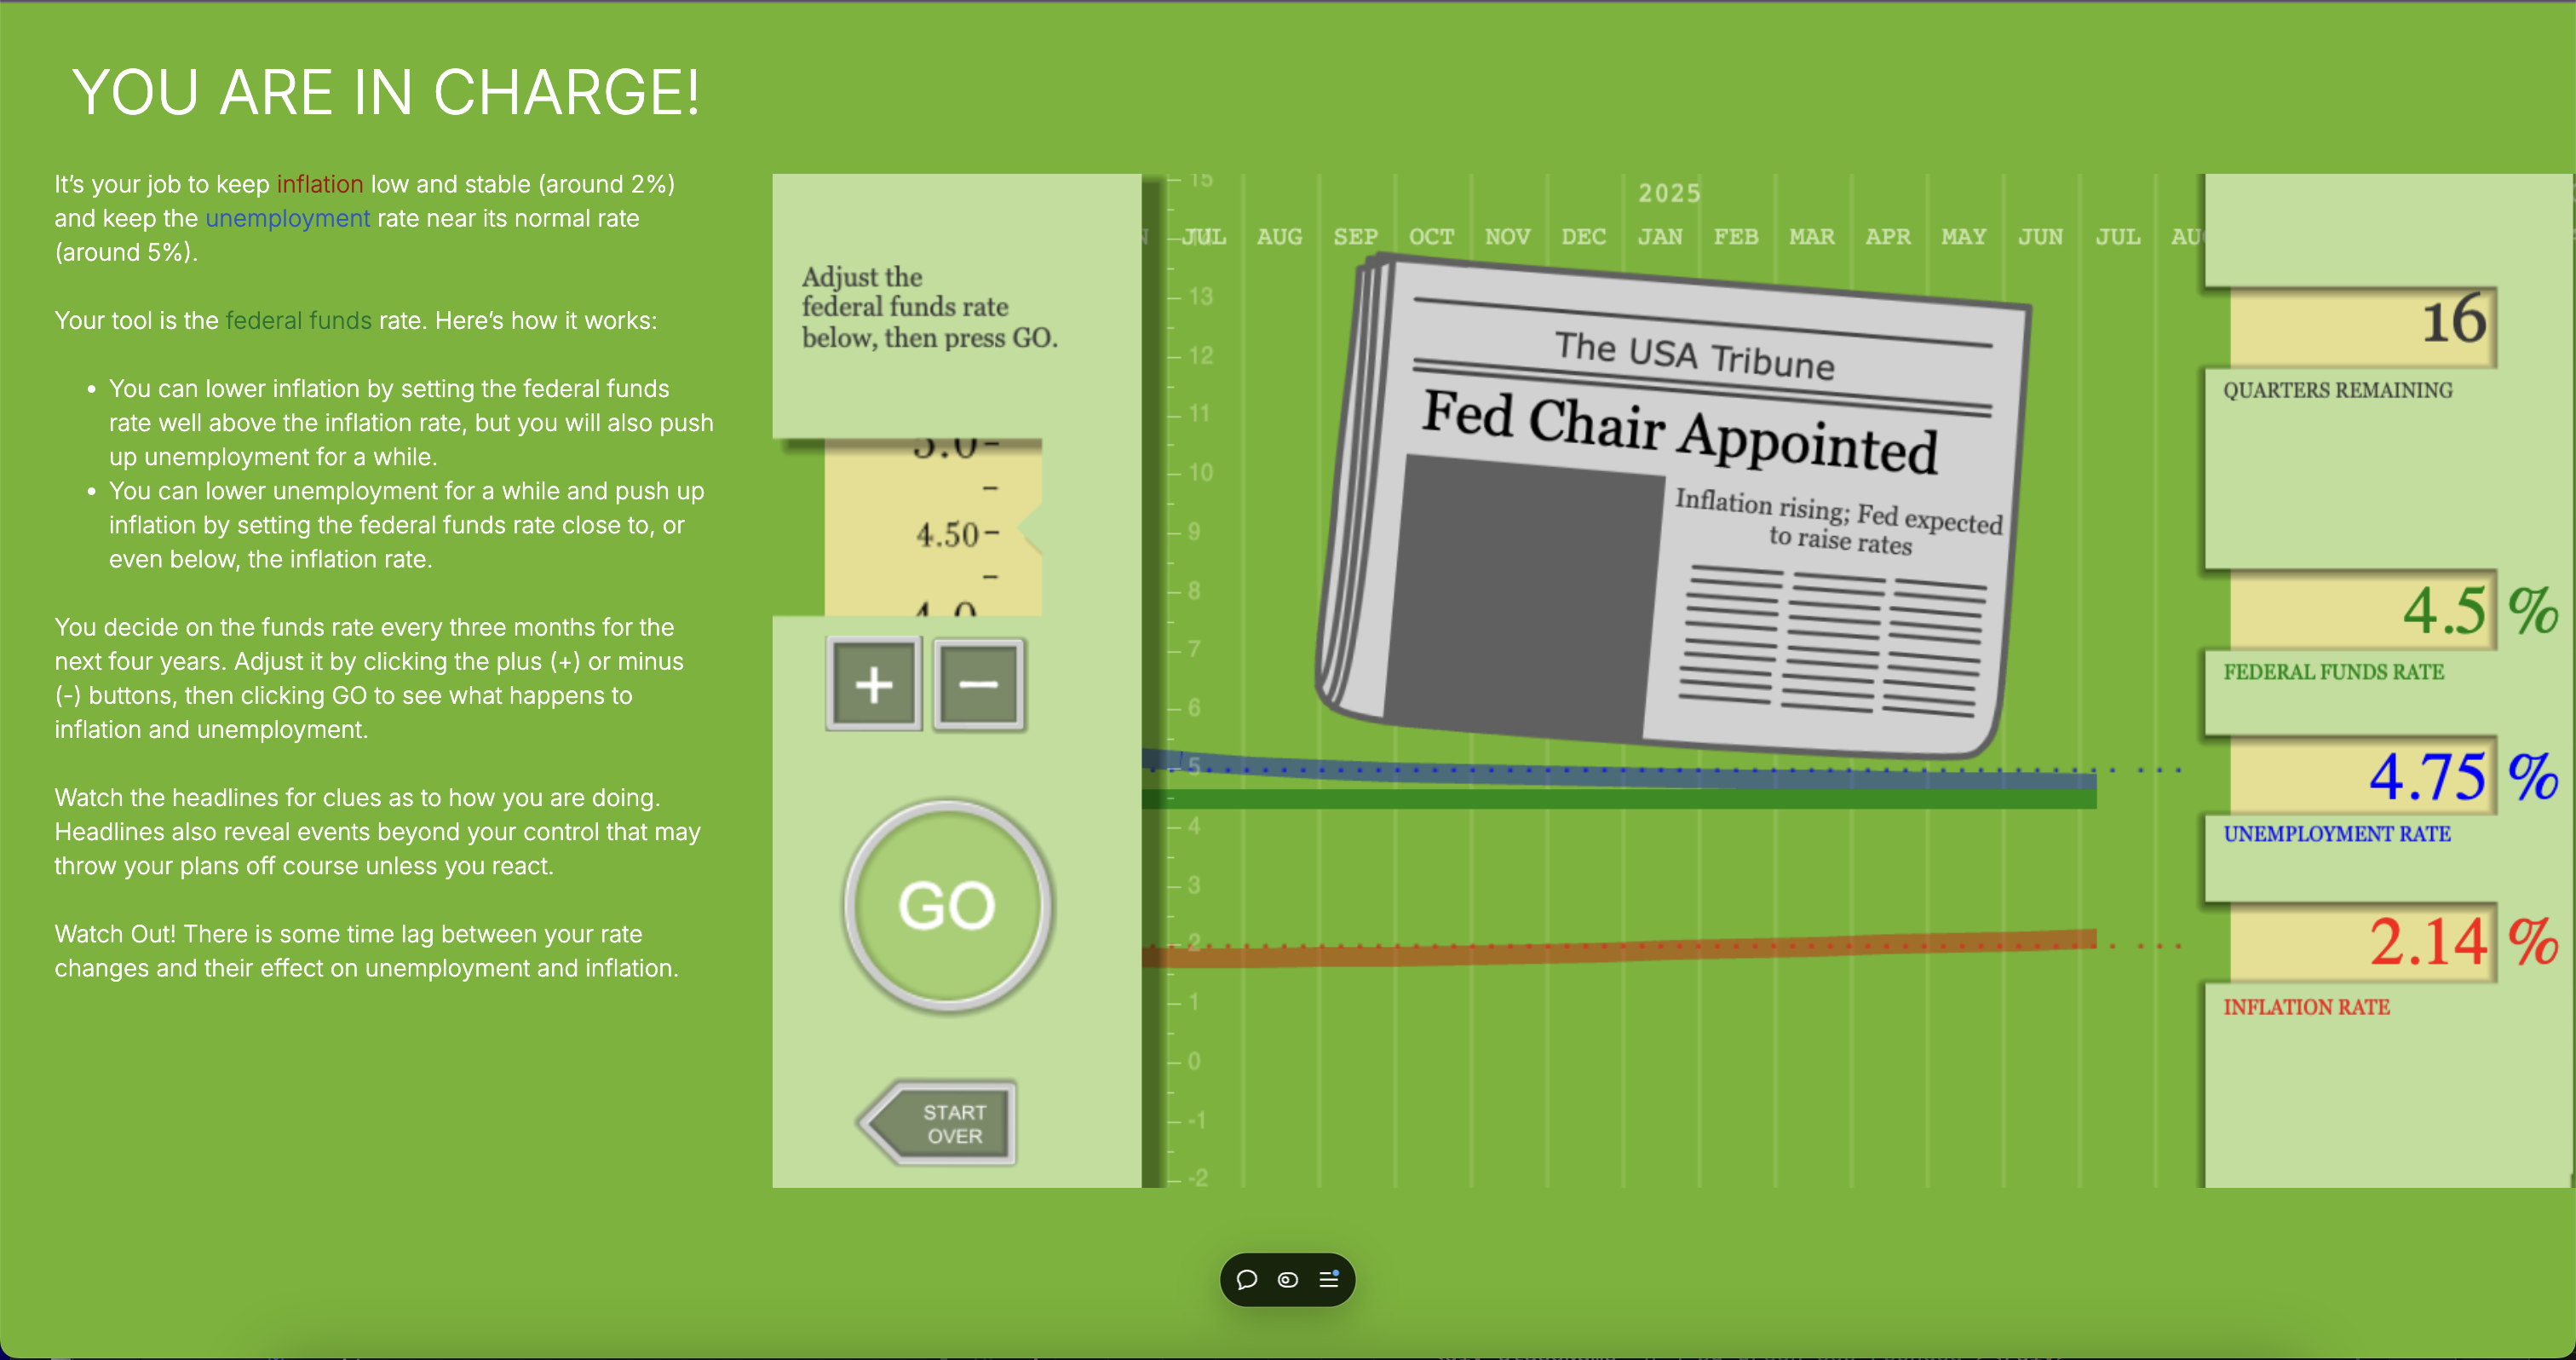 YOU ARE IN CHARGE!
It’s your job to keep inflation low and stable (around 2%)
and keep the unemployment rate near its normal rate
(around 5%).
Your tool is the federal funds rate. Here’s how it works:
• You can lower inflation by setting the federal funds
rate well above the inflation rate, but you will also push
up unemployment for a while.
• You can lower unemployment for a while and push up
inflation by setting the federal funds rate close to, or
even below, the inflation rate.
You decide on the funds rate every three months for the
next four years. Adjust it by clicking the plus (+) or minus
(-) buttons, then clicking GO to see what happens to
inflation and unemployment.
Watch the headlines for clues as to how you are doing.
Headlines also reveal events beyond your control that may
throw your plans off course unless you react.
Watch Out! There is some time lag between your rate
changes and their effect on unemployment and inflation.
Adjust the
federal funds rate
below, then press GO.
5.0
4.50
4.0
+ −
GO
START
OVER
2025
JUL AUG SEP OCT NOV DEC JAN FEB MAR APR MAY JUN JUL AU
15
13
12
11
10
9
8
7
6
5
4
3
2
1
0
-1
-2
The USA Tribune
Fed Chair Appointed
Inflation rising; Fed expected
to raise rates
16
QUARTERS REMAINING
4.5 %
FEDERAL FUNDS RATE
4.75 %
UNEMPLOYMENT RATE
2.14 %
INFLATION RATE